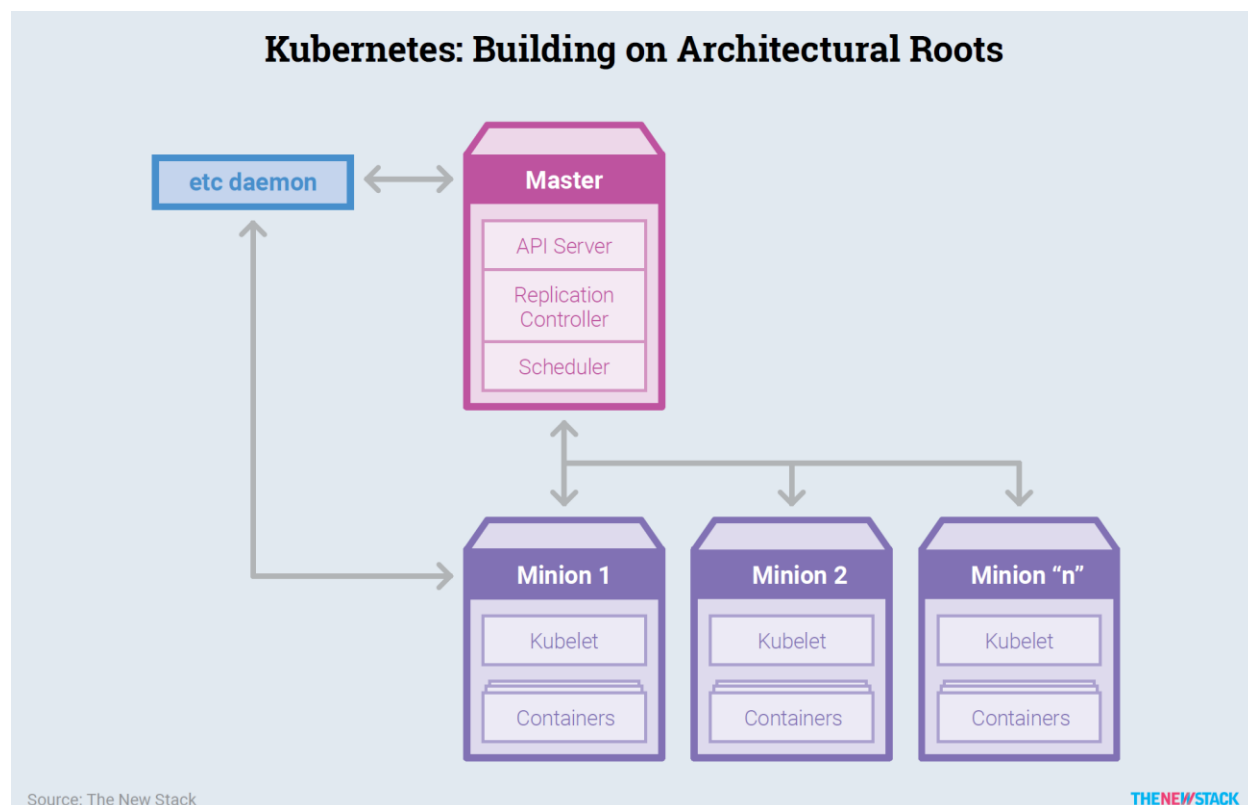 Kubernetes: Building on Architectural Roots
etc daemon
Master
API Server
Replication
Controller
Scheduler
Minion 1
Kubelet
Containers
Minion 2
Kubelet
Containers
Minion “n”
Kubelet
Containers
Source: The New Stack
THENEWSTACK